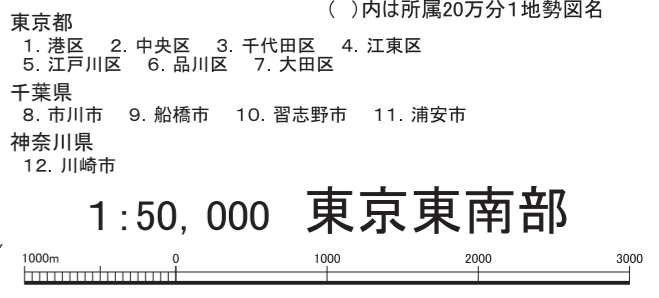 （　）内は所属20万分1地勢図名
東京都
1. 港区　2. 中央区　3. 千代田区　4. 江東区
5. 江戸川区　6. 品川区　7. 大田区
千葉県
8. 市川市　9. 船橋市　10. 習志野市　11. 浦安市
神奈川県
12. 川崎市
1:50,000　東京東南部
1000m　0　1000　2000　3000